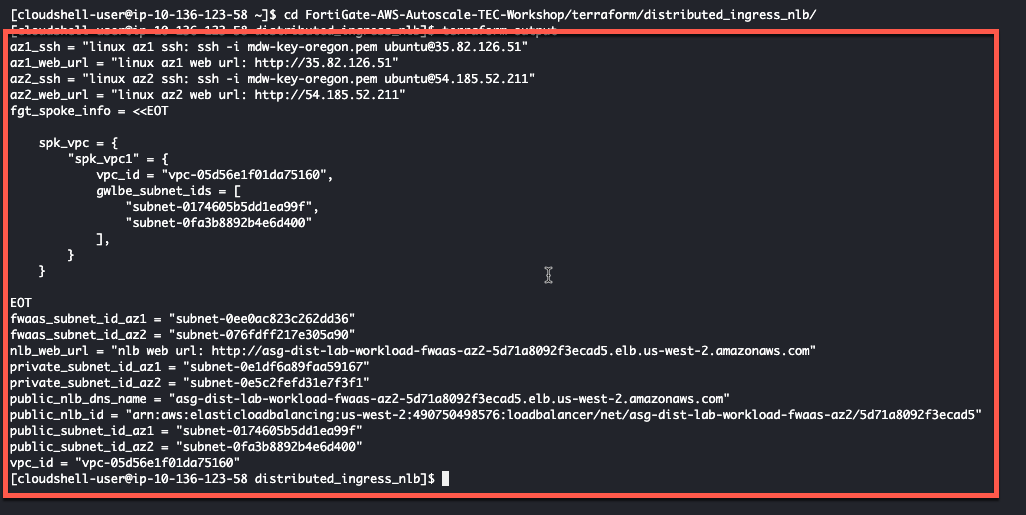 [cloudshell-user@ip-10-136-123-58 ~]$ cd FortiGate-AWS-Autoscale-TEC-Workshop/terraform/distributed_ingress_nlb/
[cloudshell-user@ip-10-136-123-58 distributed_ingress_nlb]$ terraform output
az1_ssh = "linux az1 ssh: ssh -i mdw-key-oregon.pem ubuntu@35.82.126.51"
az1_web_url = "linux az1 web url: http://35.82.126.51"
az2_ssh = "linux az2 ssh: ssh -i mdw-key-oregon.pem ubuntu@54.185.52.211"
az2_web_url = "linux az2 web url: http://54.185.52.211"
fgt_spoke_info = <<EOT
spk_vpc = {
"spk_vpc1" = {
vpc_id = "vpc-05d56e1f01da75160",
gwlbe_subnet_ids = [
"subnet-0174605b5dd1ea99f",
"subnet-0fa3b8892b4e6d400"
],
}
}
EOT
fwaas_subnet_id_az1 = "subnet-0ee0ac823c262dd36"
fwaas_subnet_id_az2 = "subnet-076fdff217e305a90"
nlb_web_url = "nlb web url: http://asg-dist-lab-workload-fwaas-az2-5d71a8092f3ecad5.elb.us-west-2.amazonaws.com"
private_subnet_id_az1 = "subnet-0e1df6a89faa59167"
private_subnet_id_az2 = "subnet-0e5c2fefd31e7f3f1"
public_nlb_dns_name = "asg-dist-lab-workload-fwaas-az2-5d71a8092f3ecad5.elb.us-west-2.amazonaws.com"
public_nlb_id = "arn:aws:elasticloadbalancing:us-west-2:490750498576:loadbalancer/net/asg-dist-lab-workload-fwaas-az2/5d71a8092f3ecad5"
public_subnet_id_az1 = "subnet-0174605b5dd1ea99f"
public_subnet_id_az2 = "subnet-0fa3b8892b4e6d400"
vpc_id = "vpc-05d56e1f01da75160"
[cloudshell-user@ip-10-136-123-58 distributed_ingress_nlb]$